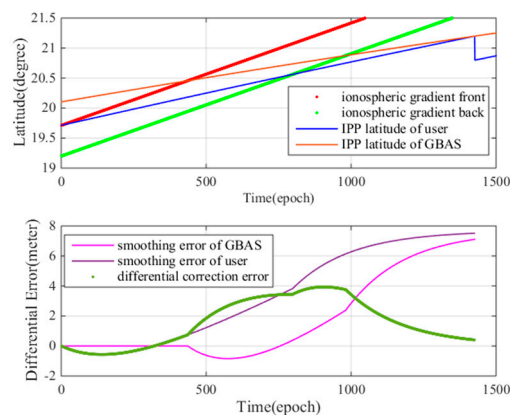 21.5
21
20.5
20
19.5
19
Latitude(degree)
ionospheric gradient front
ionospheric gradient back
IPP latitude of user
IPP latitude of GBAS
0
500
1000
1500
Time(epoch)
8
6
4
2
0
-2
Differential Error(meter)
smoothing error of GBAS
smoothing error of user
differential correction error
0
500
1000
1500
Time(epoch)